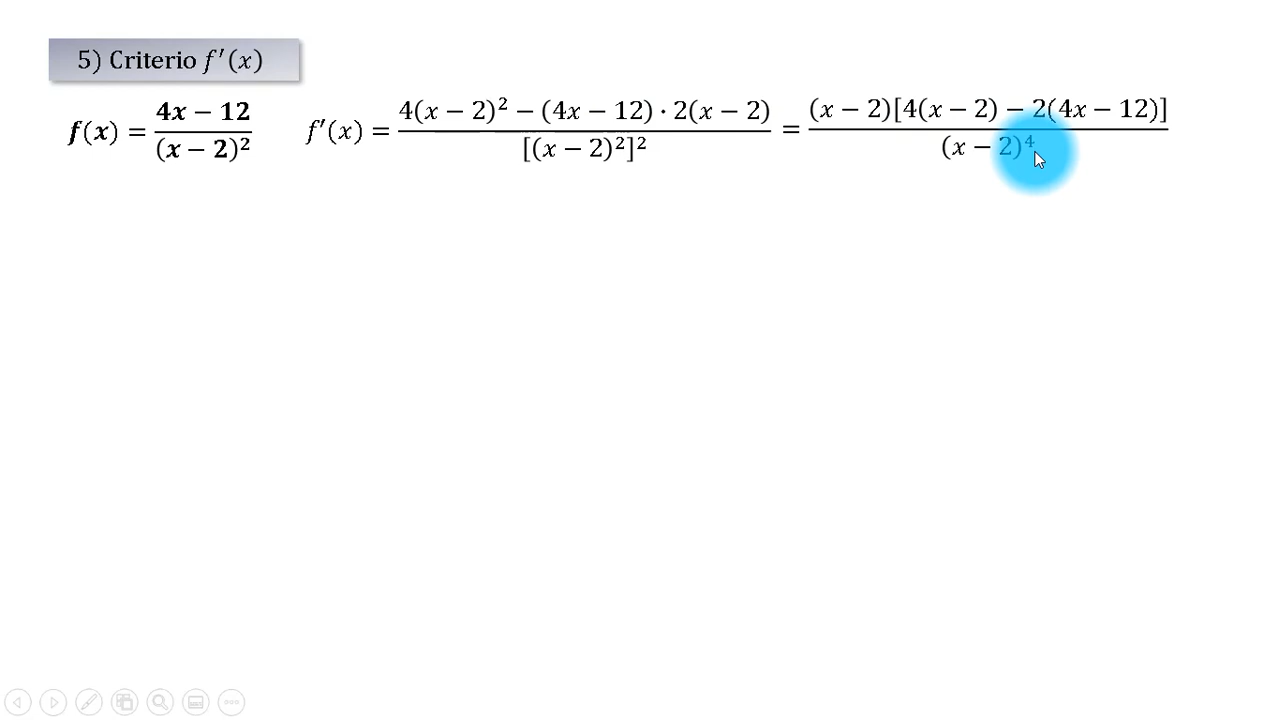 5) Criterio f′(x)
f(x) = (4x − 12)/(x − 2)² f′(x) = (4(x − 2)² − (4x − 12) · 2(x − 2))/[(x − 2)²]² = ((x − 2)[4(x − 2) − 2(4x − 12)])/(x − 2)⁴